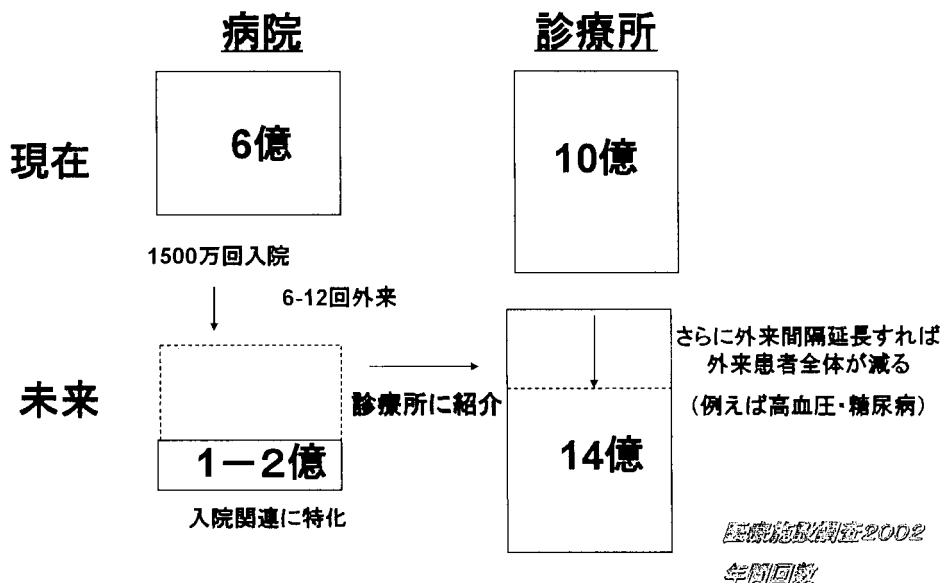 病院 診療所
現在
6億
10億
1500万回入院
6-12回外来
未来
診療所に紹介
さらに外来間隔延長すれば
外来患者全体が減る
(例えば高血圧・糖尿病)
1－2億
14億
入院関連に特化
医療施設調査2002
年間回数